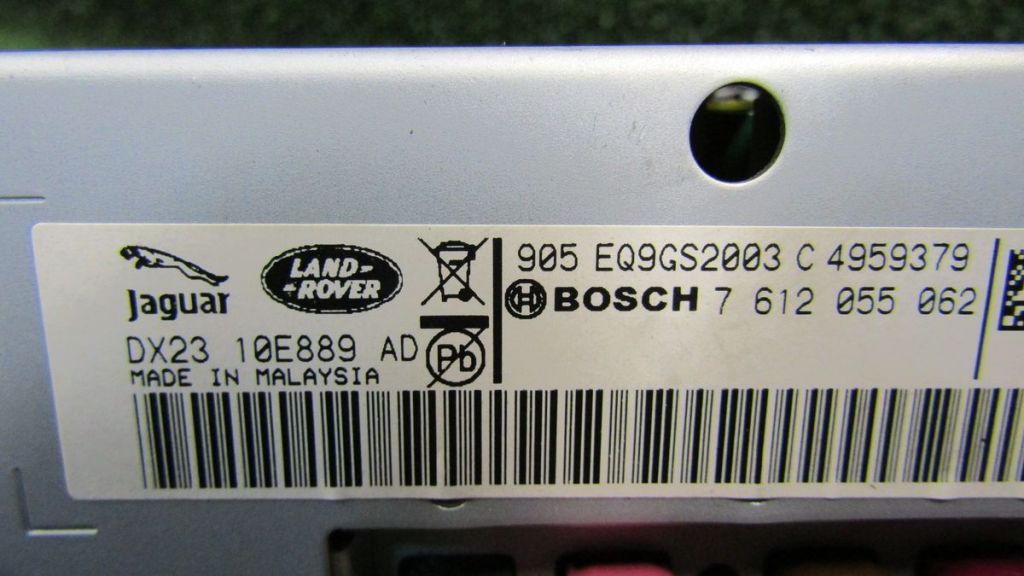 Jaguar
LAND-
-ROVER
DX23 10E889 AD
Pb
MADE IN MALAYSIA
905 EQ9GS2003 C 4959379
BOSCH 7 612 055 062